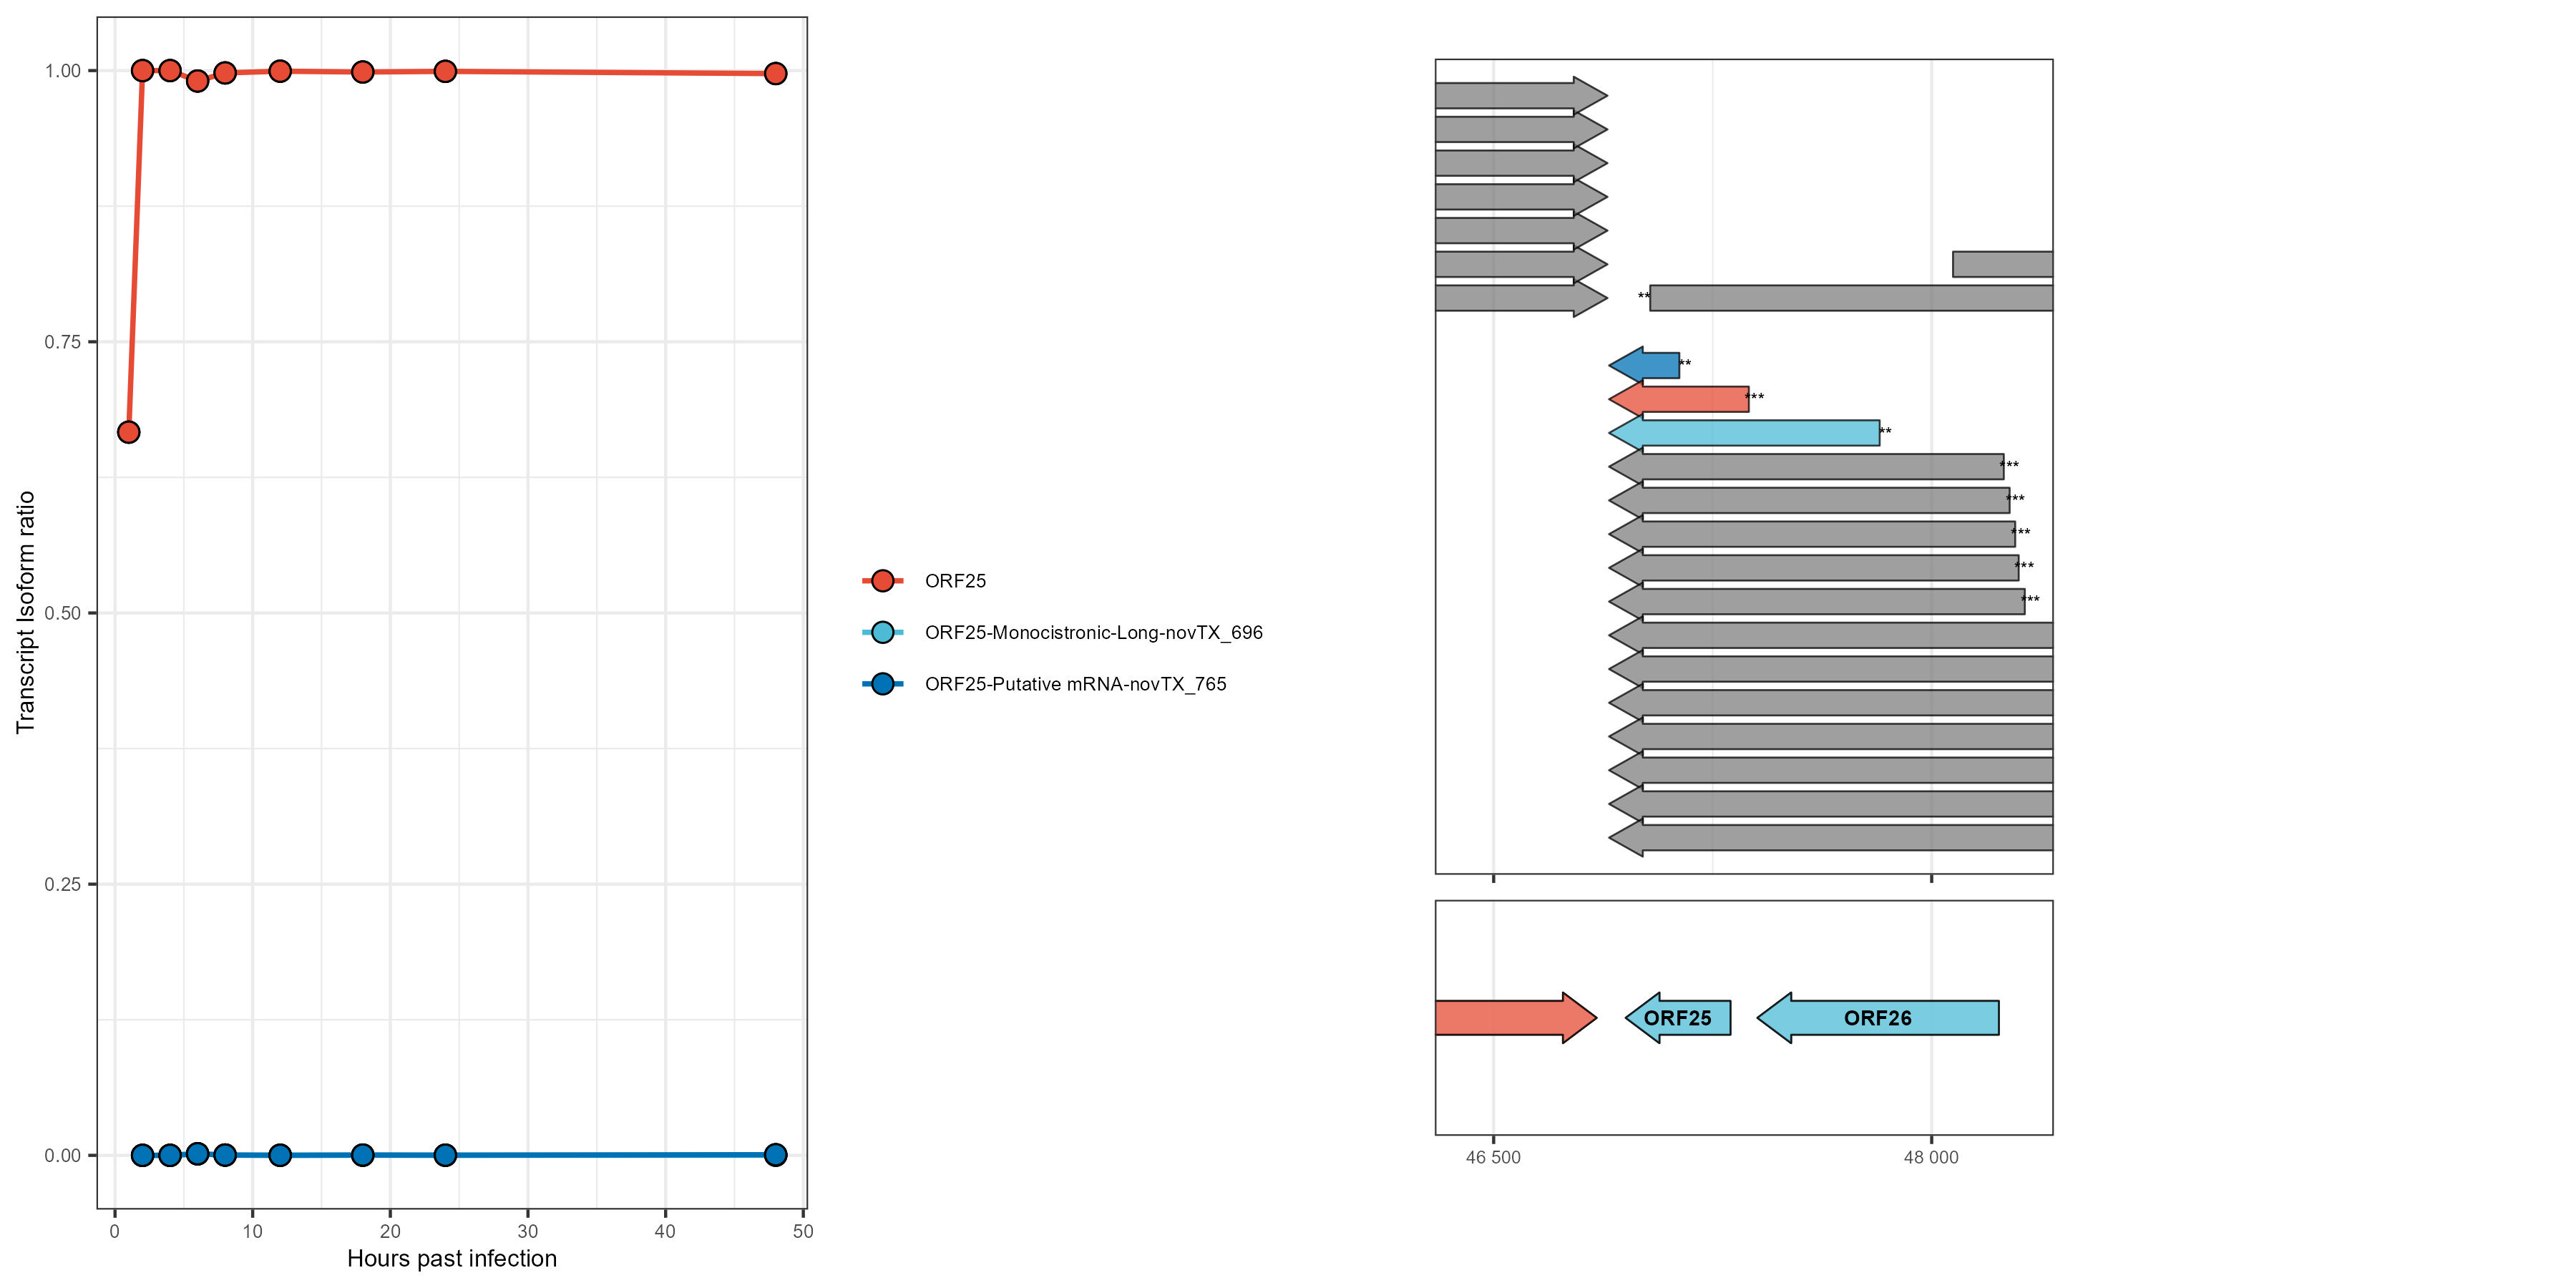 1.00
0.75
0.50
0.25
0.00
Transcript Isoform ratio
0 10 20 30 40 50
Hours past infection
ORF25
ORF25-Monocistronic-Long-novTX_696
ORF25-Putative mRNA-novTX_765
**
**
***
**
***
***
***
***
***
ORF25 ORF26
46 500 48 000